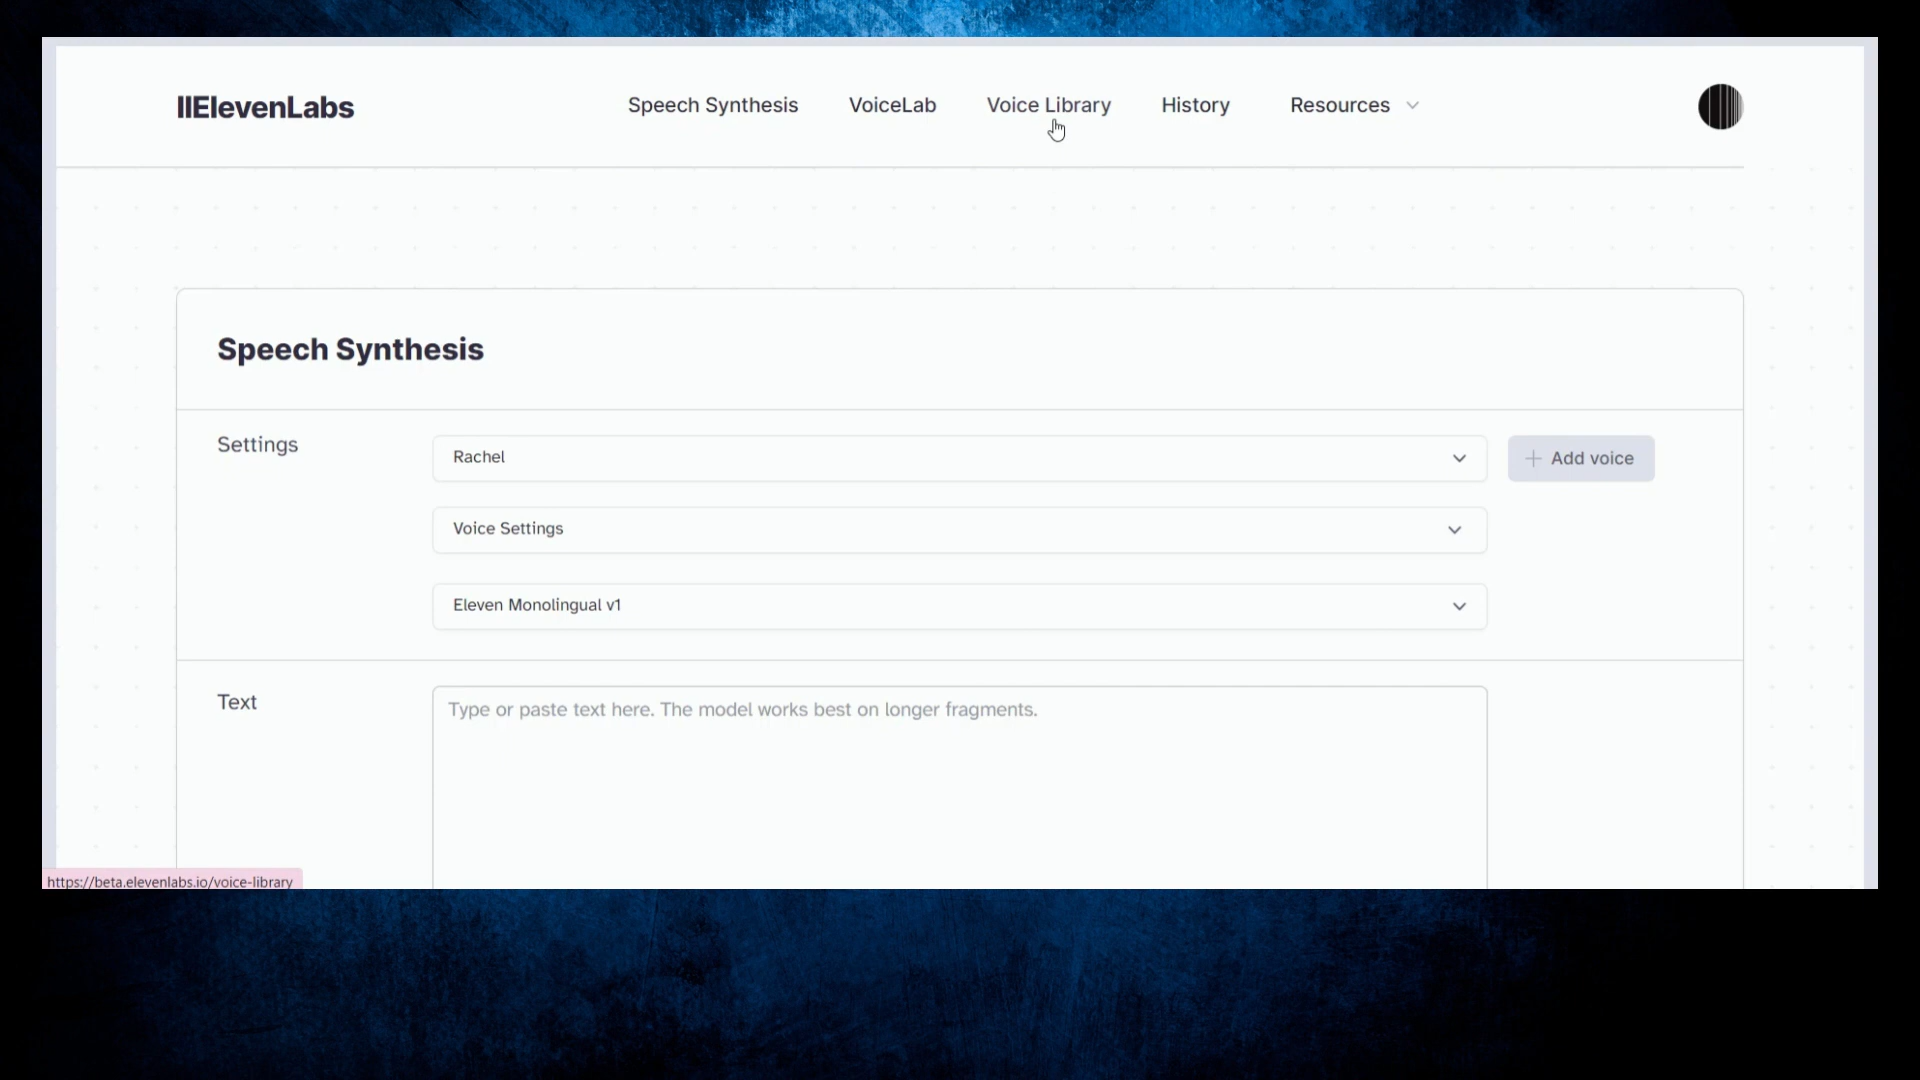 IIElevenLabs
Speech Synthesis VoiceLab Voice Library History Resources
Speech Synthesis
Settings
Rachel
+ Add voice
Voice Settings
Eleven Monolingual v1
Text
Type or paste text here. The model works best on longer fragments.
https://beta.elevenlabs.io/voice-library